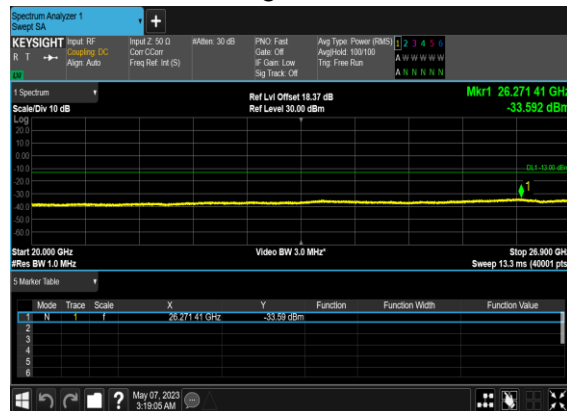 Spectrum Analyzer 1
Swept SA
+
KEYSIGHT
R T
Input: RF
Coupling: DC
Align: Auto
Input Z: 50 Ω
Corr CCorr
Freq Ref: Int (S)
#Atten: 30 dB
PNO: Fast
Gate: Off
IF Gain: Low
Sig Track: Off
Avg Type: Power (RMS)
Avg|Hold: 100/100
Trig: Free Run
1 2 3 4 5 6
A W W W W W
A N N N N N
1 Spectrum
Scale/Div 10 dB
Ref Lvl Offset 18.37 dB
Ref Level 30.00 dBm
Mkr1 26.271 41 GHz
-33.592 dBm
Log
20.0
10.0
0.00
-10.0
-20.0
-30.0
-40.0
-50.0
-60.0
DL1 -13.00 dBm
1
Start 20.000 GHz
#Res BW 1.0 MHz
Video BW 3.0 MHz*
Stop 26.900 GHz
Sweep 13.3 ms (40001 pts)
5 Marker Table
Mode Trace Scale X Y Function Function Width Function Value
1 N 1 f 26.271 41 GHz -33.59 dBm
2
3
4
5
6
?
May 07, 2023
3:19:05 AM